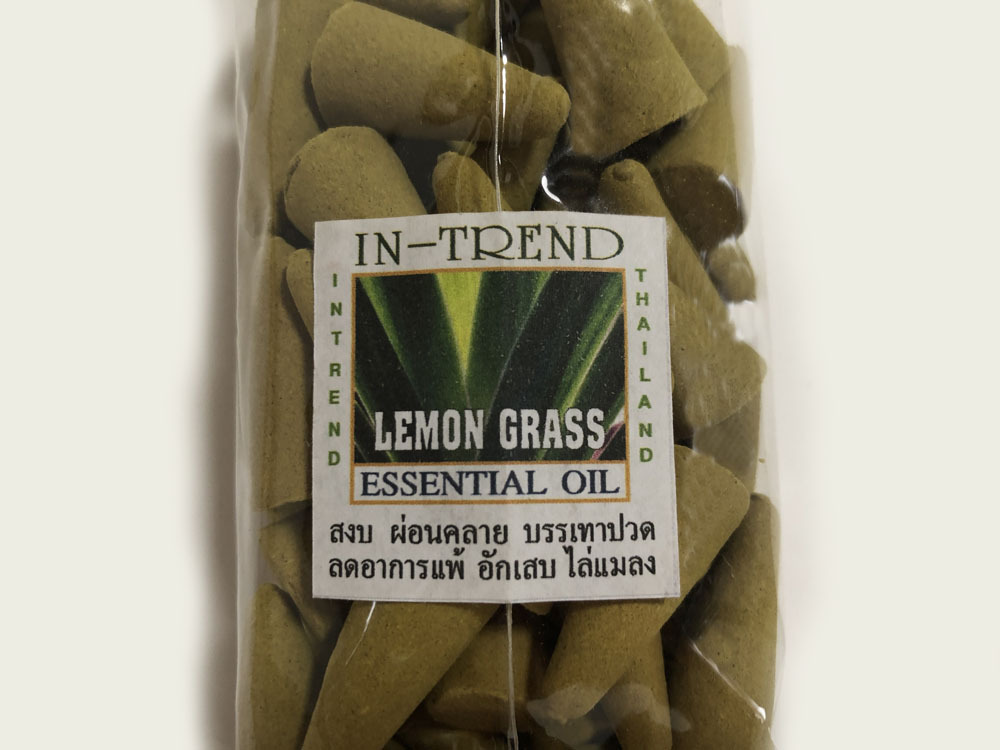 IN-TREND
INTREND
THAILAND
LEMON GRASS
ESSENTIAL OIL
สงบ ผ่อนคลาย บรรเทาปวด
ลดอาการแพ้ อักเสบ ไล่แมลง